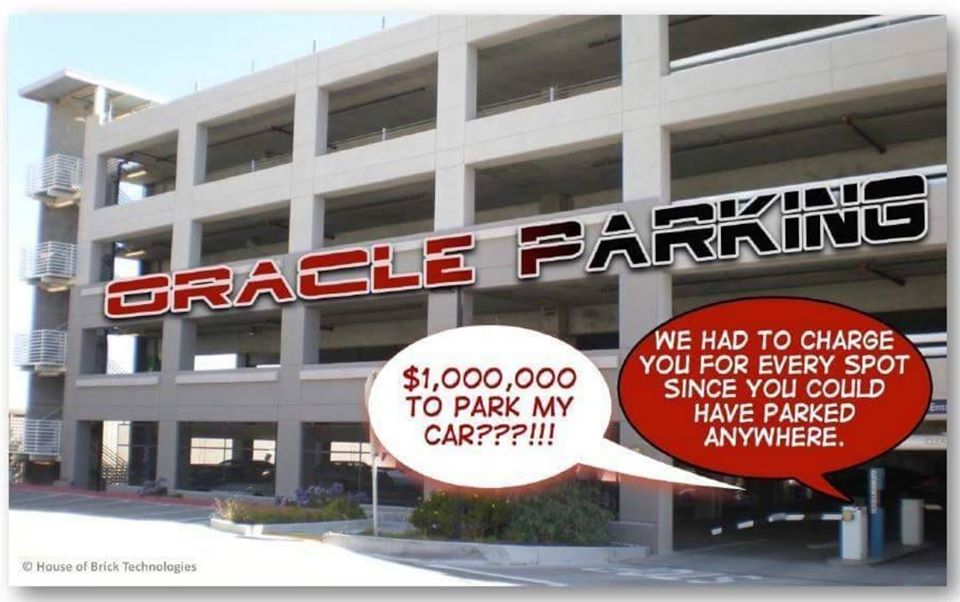 ORACLE PARKING
$1,000,000
TO PARK MY
CAR???!!!
WE HAD TO CHARGE
YOU FOR EVERY SPOT
SINCE YOU COULD
HAVE PARKED
ANYWHERE.
© House of Brick Technologies